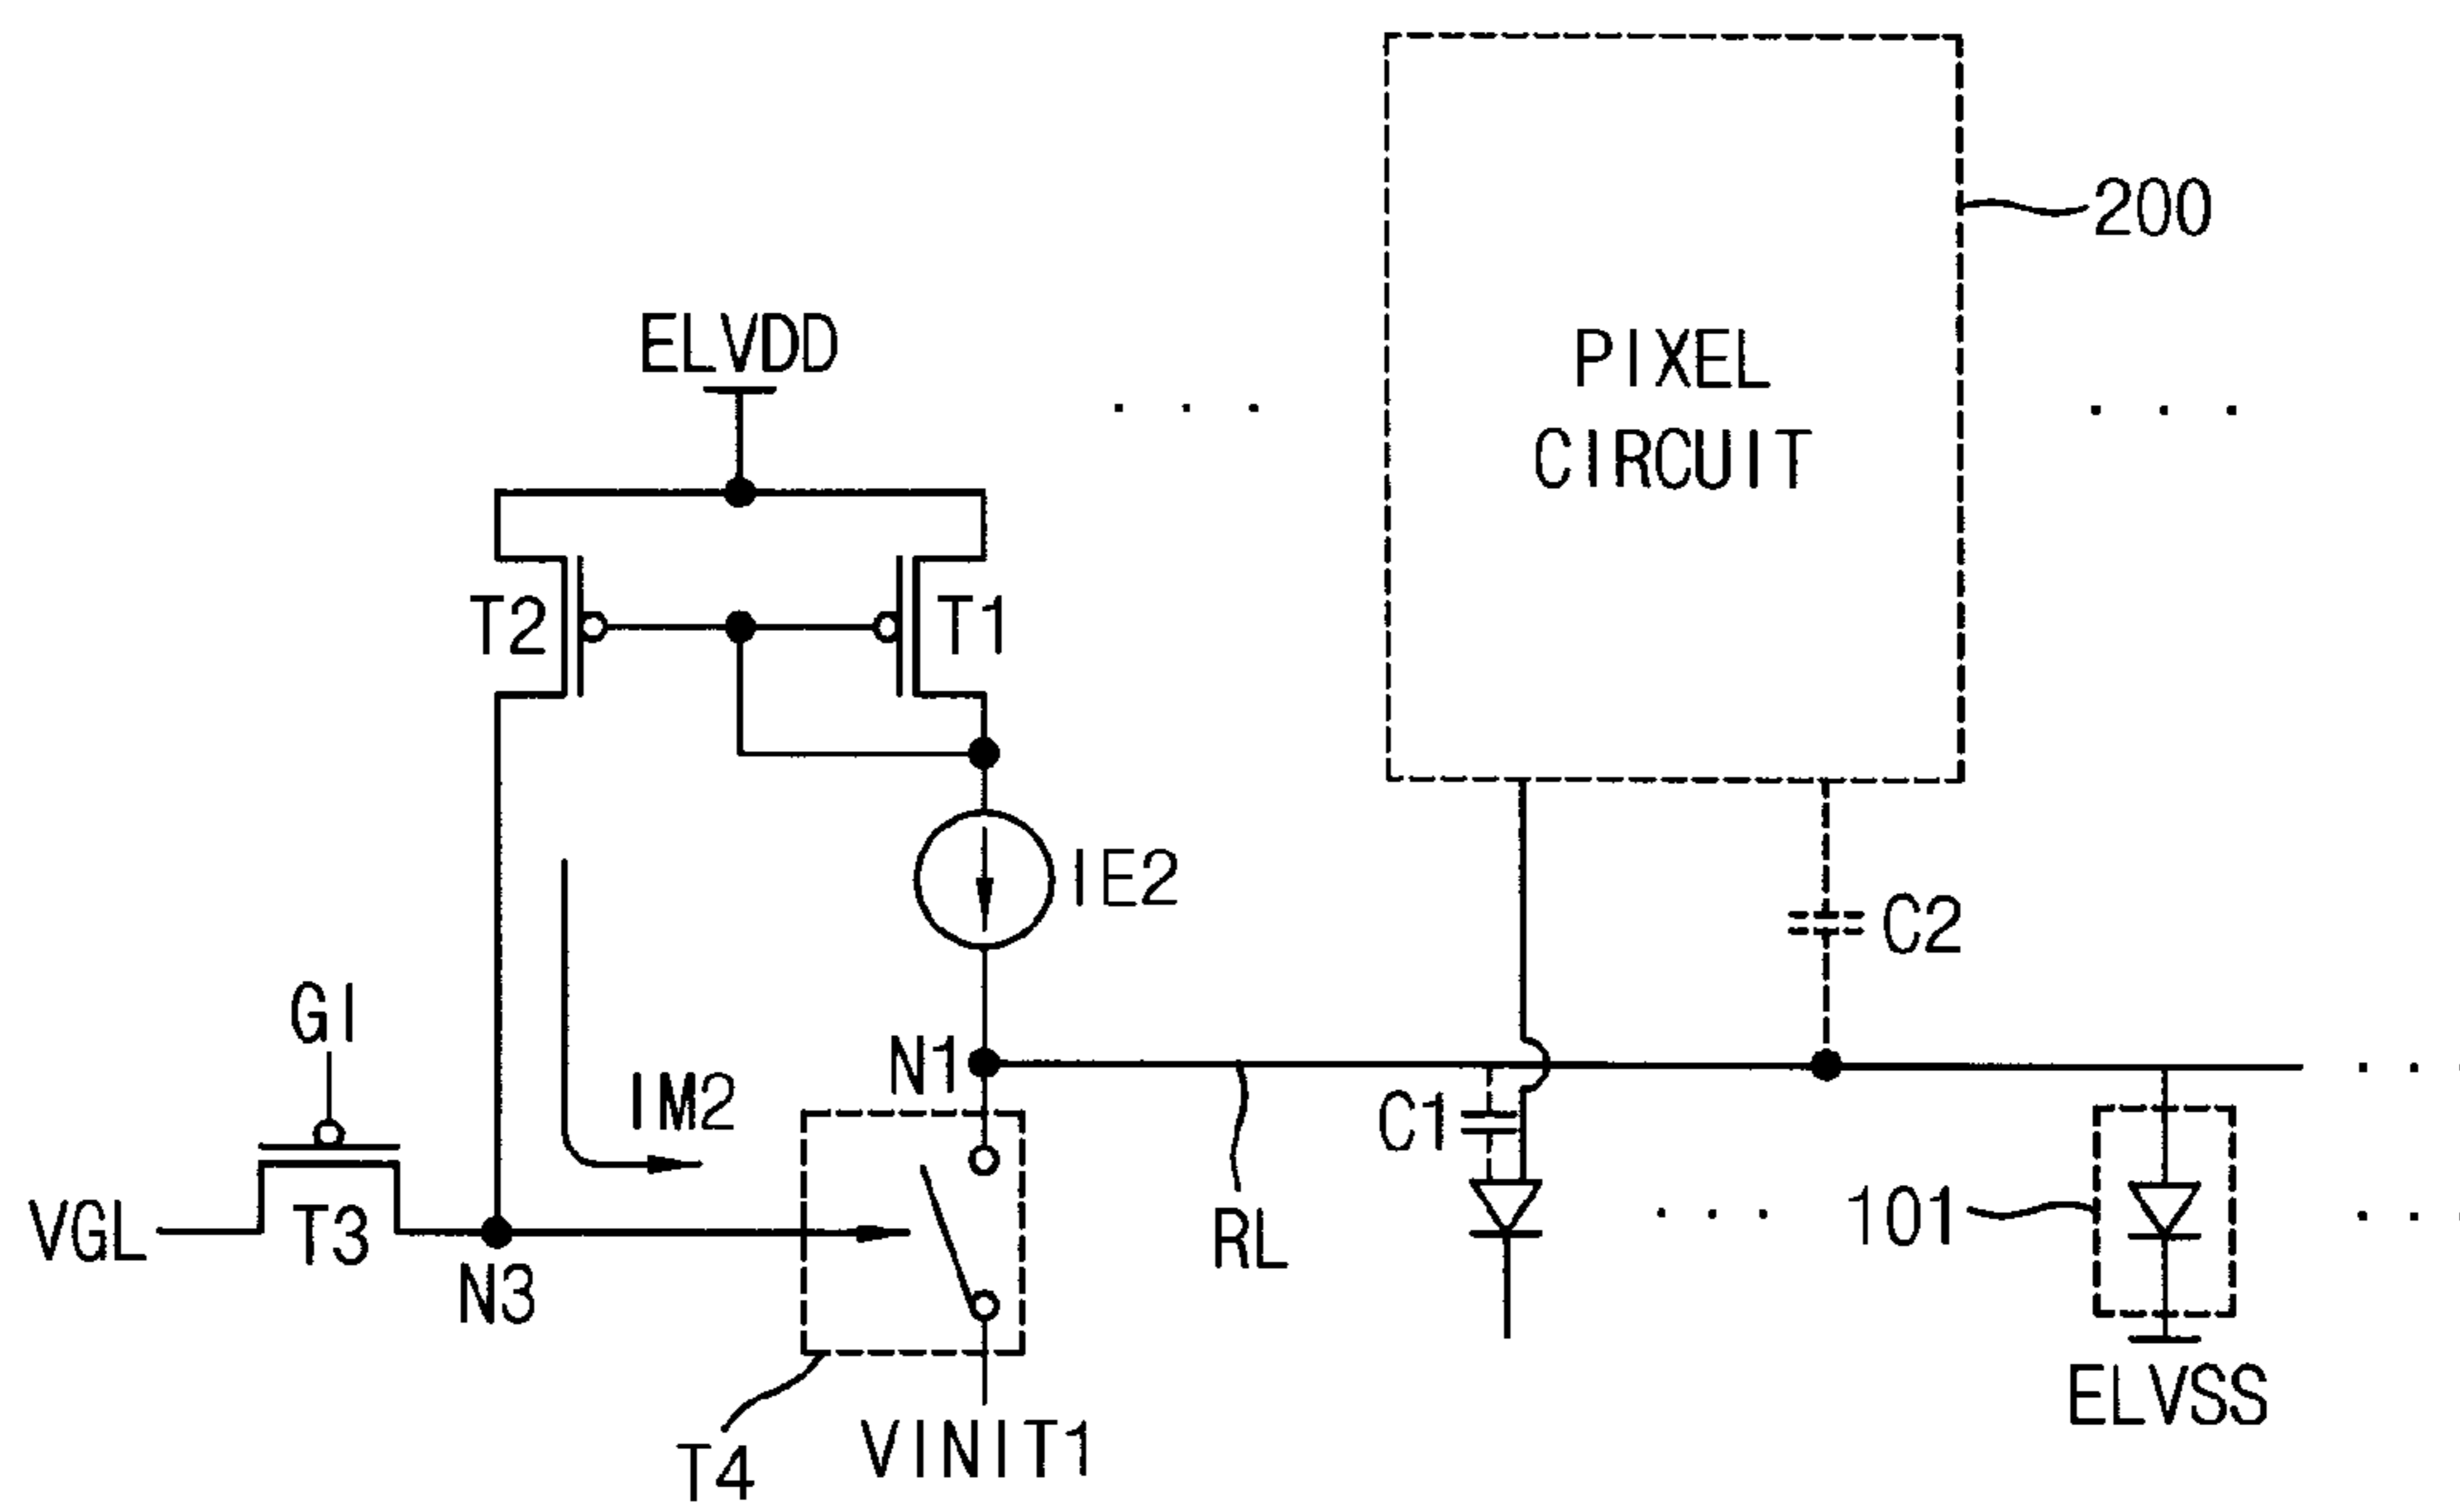 200
PIXEL
CIRCUIT
ELVDD
T2
T1
IE2
C2
GI
N1
IM2
C1
VGL
T3
N3
RL
101
T4
VINIT1
ELVSS